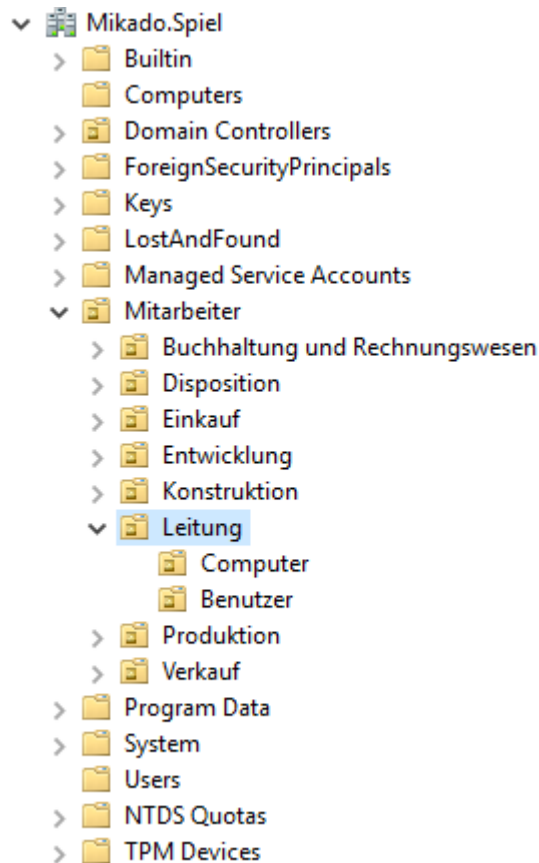 Mikado.Spiel
Builtin
Computers
Domain Controllers
ForeignSecurityPrincipals
Keys
LostAndFound
Managed Service Accounts
Mitarbeiter
Buchhaltung und Rechnungswesen
Disposition
Einkauf
Entwicklung
Konstruktion
Leitung
Computer
Benutzer
Produktion
Verkauf
Program Data
System
Users
NTDS Quotas
TPM Devices